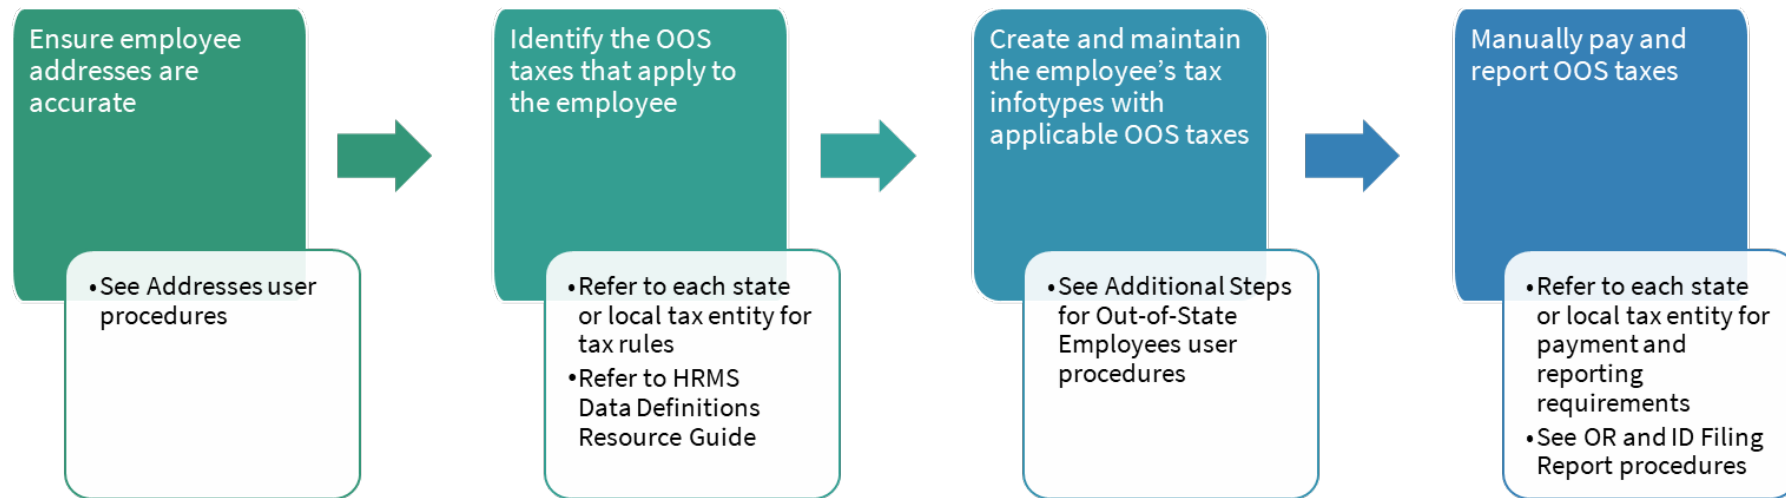 Ensure employee
addresses are
accurate
•See Addresses user
procedures
Identify the OOS
taxes that apply to
the employee
•Refer to each state
or local tax entity for
tax rules
•Refer to HRMS
Data Definitions
Resource Guide
Create and maintain
the employee’s tax
infotypes with
applicable OOS taxes
•See Additional Steps
for Out-of-State
Employees user
procedures
Manually pay and
report OOS taxes
•Refer to each state
or local tax entity for
payment and
reporting
requirements
•See OR and ID Filing
Report procedures